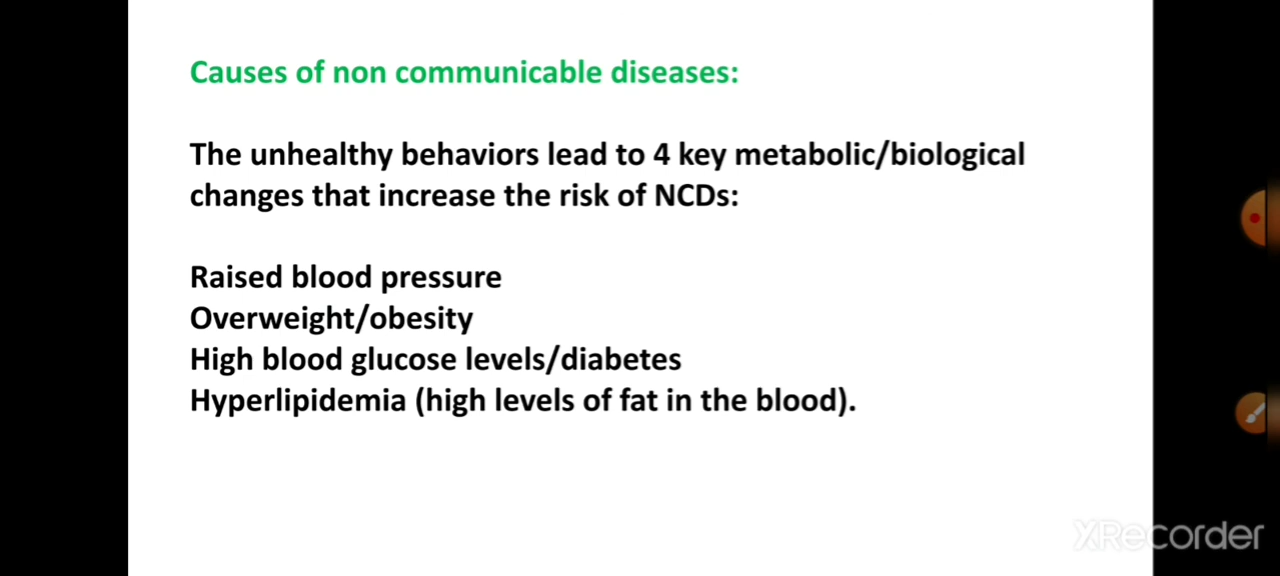 Causes of non communicable diseases:
The unhealthy behaviors lead to 4 key metabolic/biological
changes that increase the risk of NCDs:
Raised blood pressure
Overweight/obesity
High blood glucose levels/diabetes
Hyperlipidemia (high levels of fat in the blood).
XRecorder